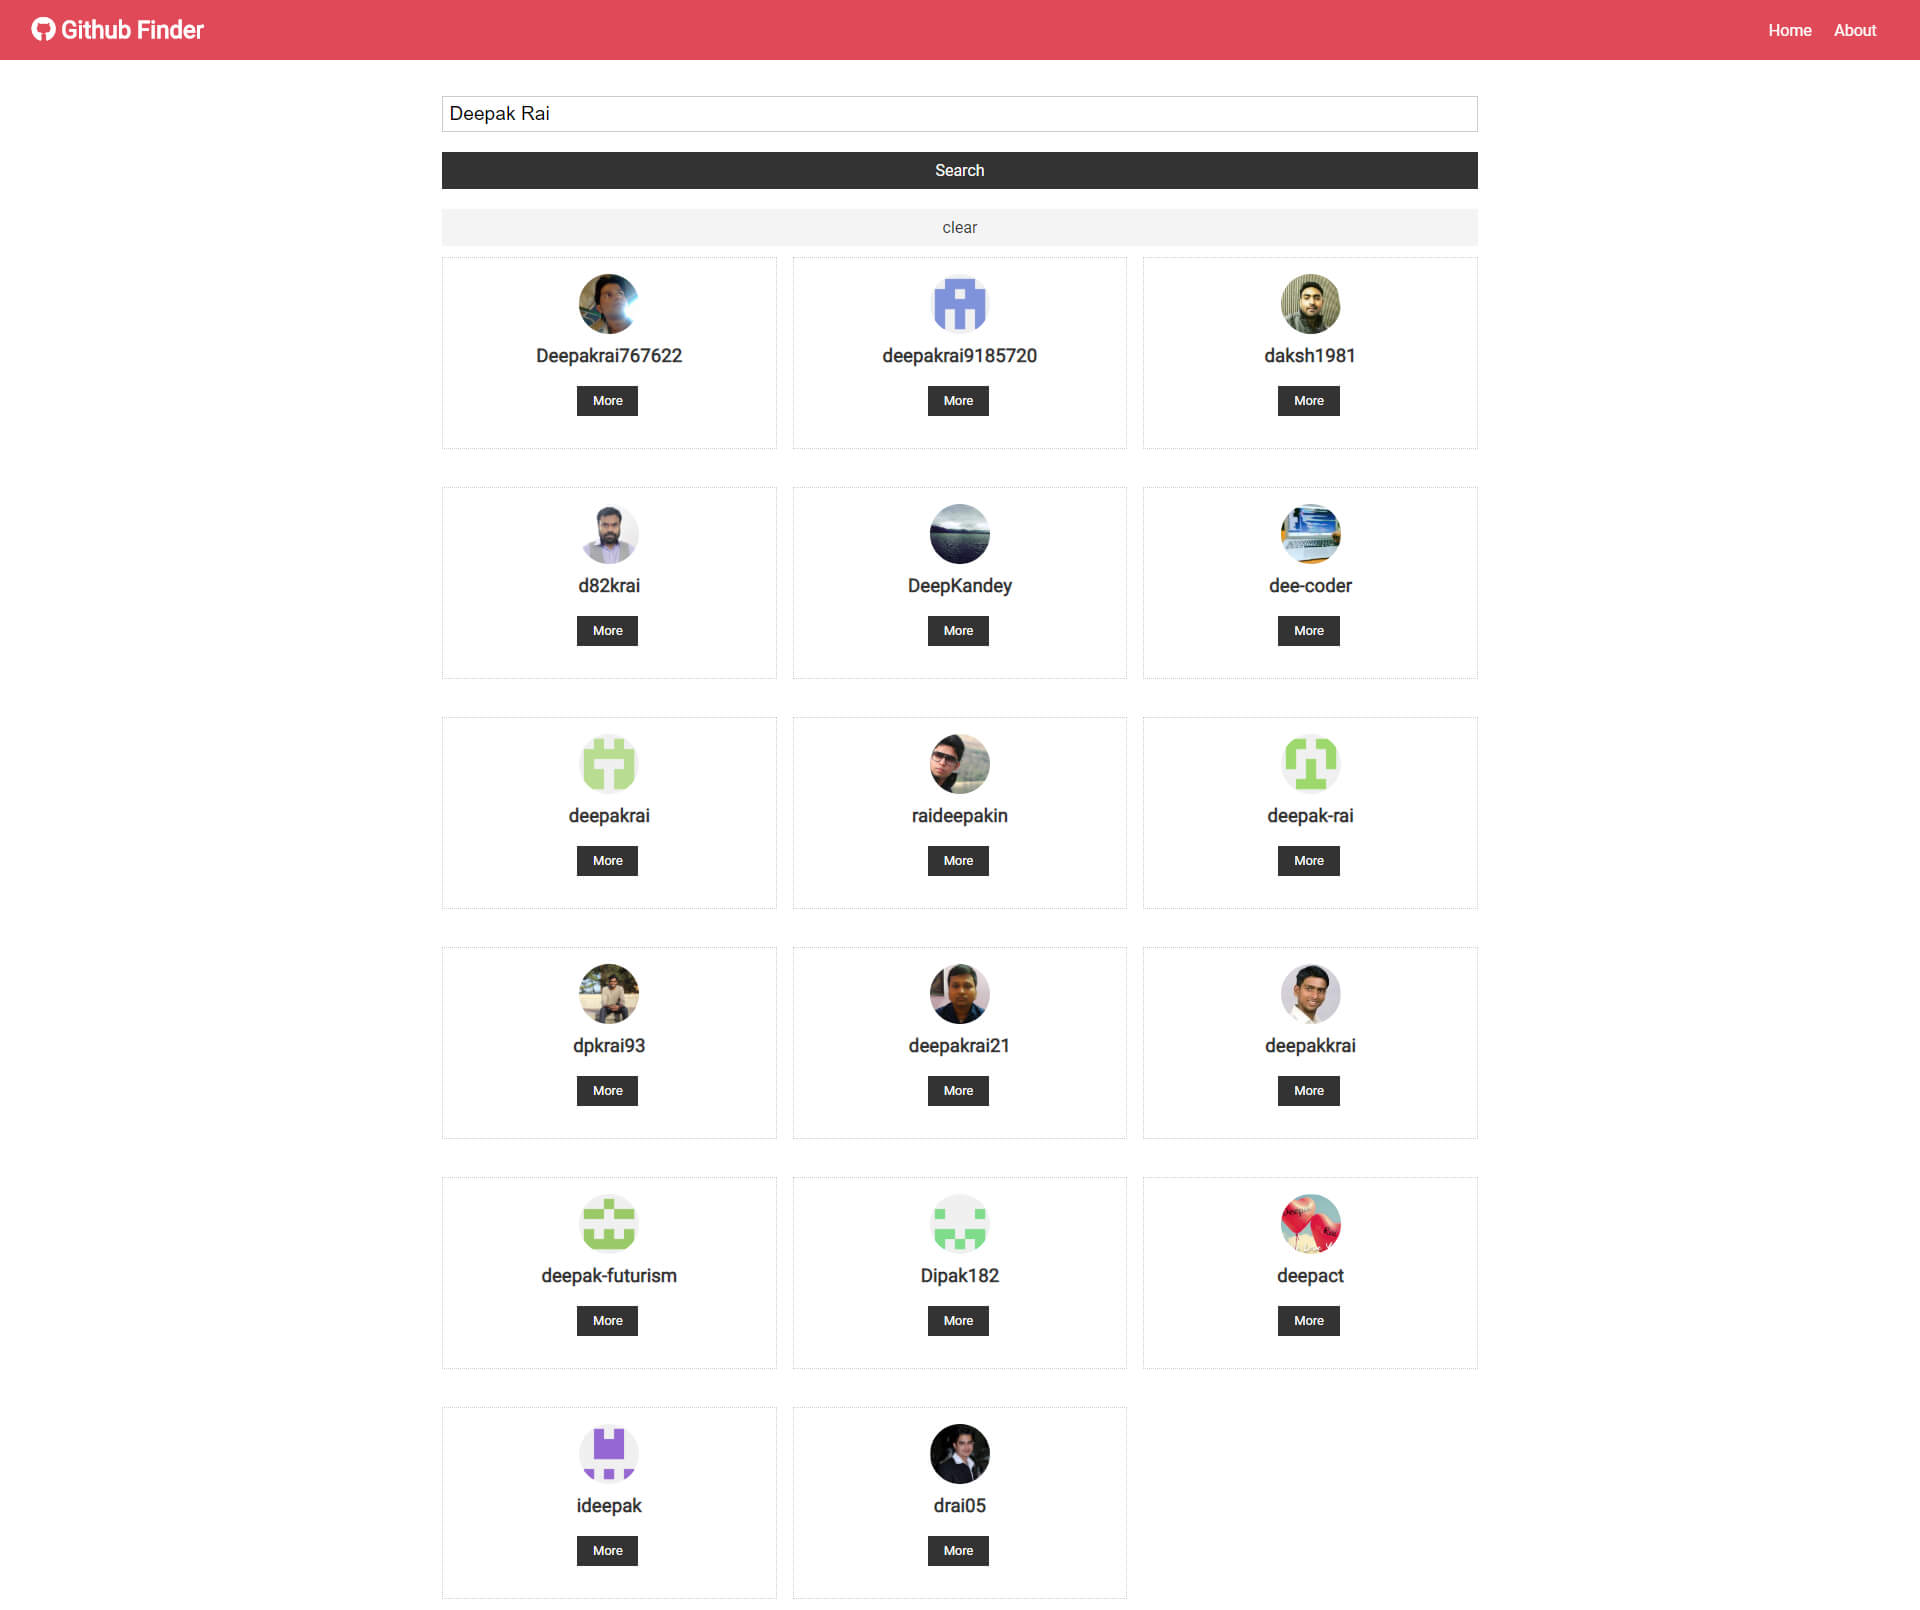 Github Finder
Home About
Deepak Rai
Search
clear
Deepakrai767622
deepakrai9185720
daksh1981
More
More
More
d82krai
DeepKandey
dee-coder
More
More
More
deepakrai
raideepakin
deepak-rai
More
More
More
dpkrai93
deepakrai21
deepakkrai
More
More
More
deepak-futurism
Dipak182
deepact
More
More
More
ideepak
drai05
More
More